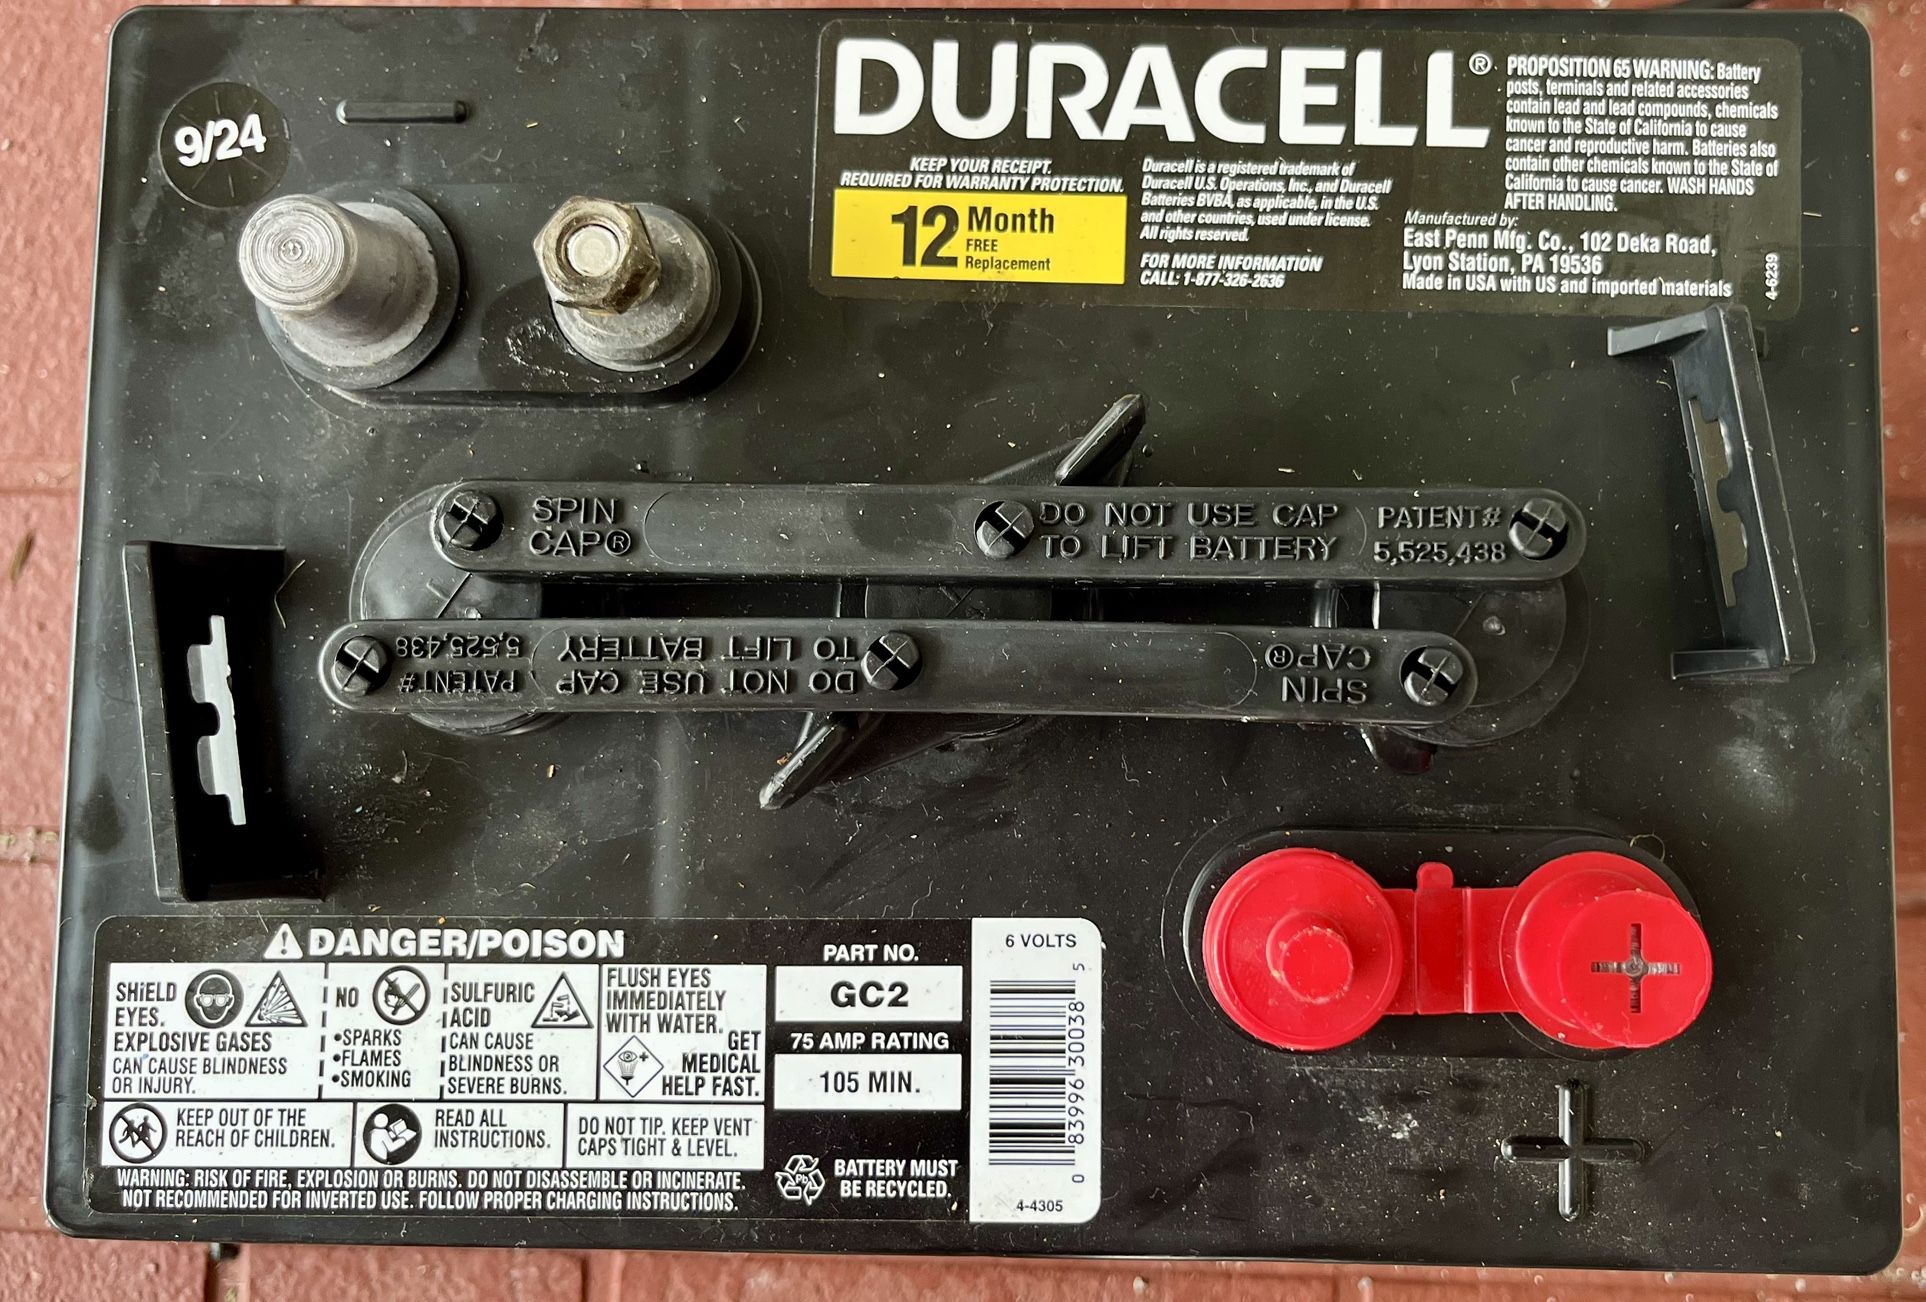 9/24
DURACELL®
KEEP YOUR RECEIPT.
REQUIRED FOR WARRANTY PROTECTION.
12 Month
FREE
Replacement
Duracell is a registered trademark of
Duracell U.S. Operations, Inc., and Duracell
Batteries BVBA, as applicable, in the U.S.
and other countries, used under license.
All rights reserved.
FOR MORE INFORMATION
CALL: 1-877-326-2636
PROPOSITION 65 WARNING: Battery
posts, terminals and related accessories
contain lead and lead compounds, chemicals
known to the State of California to cause
cancer and reproductive harm. Batteries also
contain other chemicals known to the State of
California to cause cancer. WASH HANDS
AFTER HANDLING.
Manufactured by:
East Penn Mfg. Co., 102 Deka Road,
Lyon Station, PA 19536
Made in USA with US and imported materials
4-6239
SPIN
CAP®
DO NOT USE CAP
TO LIFT BATTERY
PATENT#
5,525,438
SPIN
CAP®
DO NOT USE CAP
TO LIFT BATTERY
PATENT#
5,525,438
DANGER/POISON
SHIELD
EYES.
EXPLOSIVE GASES
CAN CAUSE BLINDNESS
OR INJURY.
NO
•SPARKS
•FLAMES
•SMOKING
SULFURIC
ACID
CAN CAUSE
BLINDNESS OR
SEVERE BURNS.
FLUSH EYES
IMMEDIATELY
WITH WATER.
GET
MEDICAL
HELP FAST.
KEEP OUT OF THE
REACH OF CHILDREN.
READ ALL
INSTRUCTIONS.
DO NOT TIP. KEEP VENT
CAPS TIGHT & LEVEL.
WARNING: RISK OF FIRE, EXPLOSION OR BURNS. DO NOT DISASSEMBLE OR INCINERATE.
NOT RECOMMENDED FOR INVERTED USE. FOLLOW PROPER CHARGING INSTRUCTIONS.
PART NO.
GC2
75 AMP RATING
105 MIN.
Pb
BATTERY MUST
BE RECYCLED.
6 VOLTS
0 83996 30038 5
4-4305
+